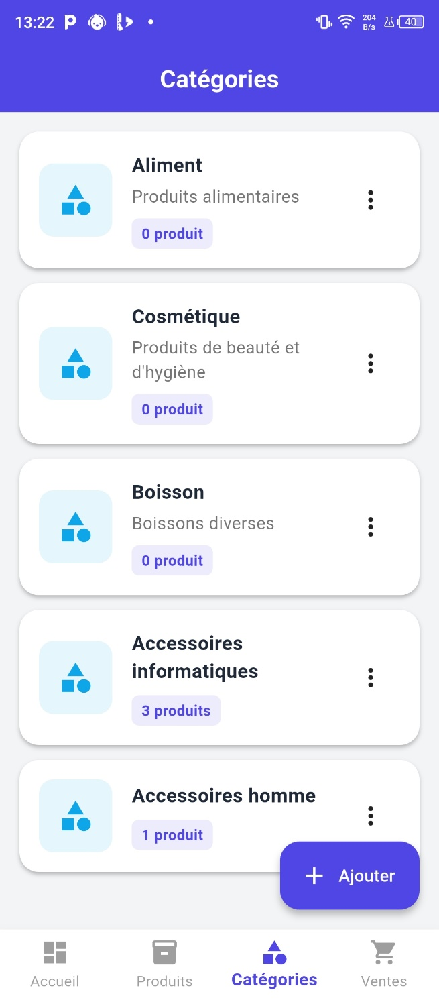 13:22
204
B/s
40
Catégories
Aliment
Produits alimentaires
0 produit
Cosmétique
Produits de beauté et
d'hygiène
0 produit
Boisson
Boissons diverses
0 produit
Accessoires
informatiques
3 produits
Accessoires homme
1 produit
Ajouter
Accueil
Produits
Catégories
Ventes